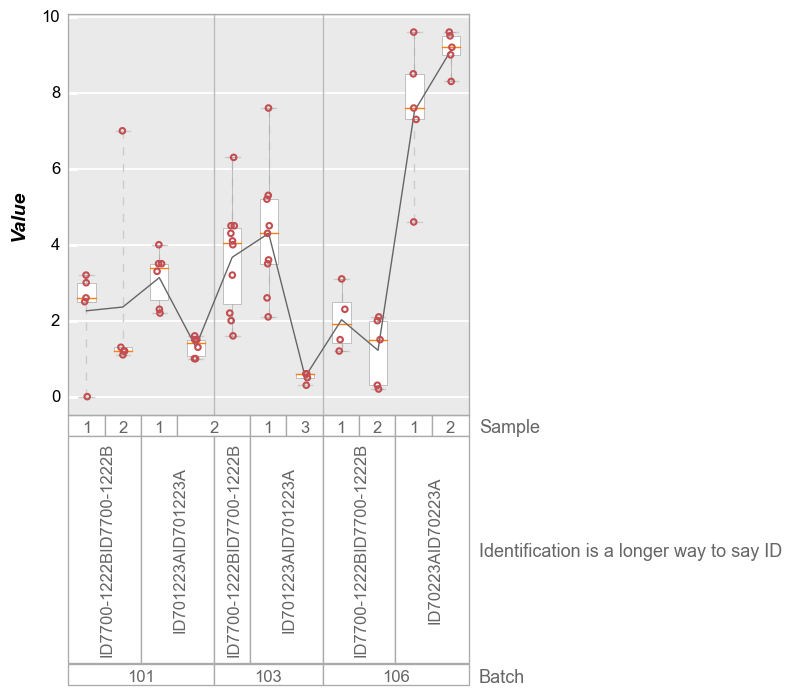 10
8
6
4
2
0
Value
1 2 1 2 1 3 1 2 1 2
Sample
ID7700-1222BID7700-1222B
ID701223AID701223A
ID7700-1222BID7700-1222B
ID701223AID701223A
ID7700-1222BID7700-1222B
ID70223AID70223A
Identification is a longer way to say ID
101 103 106
Batch